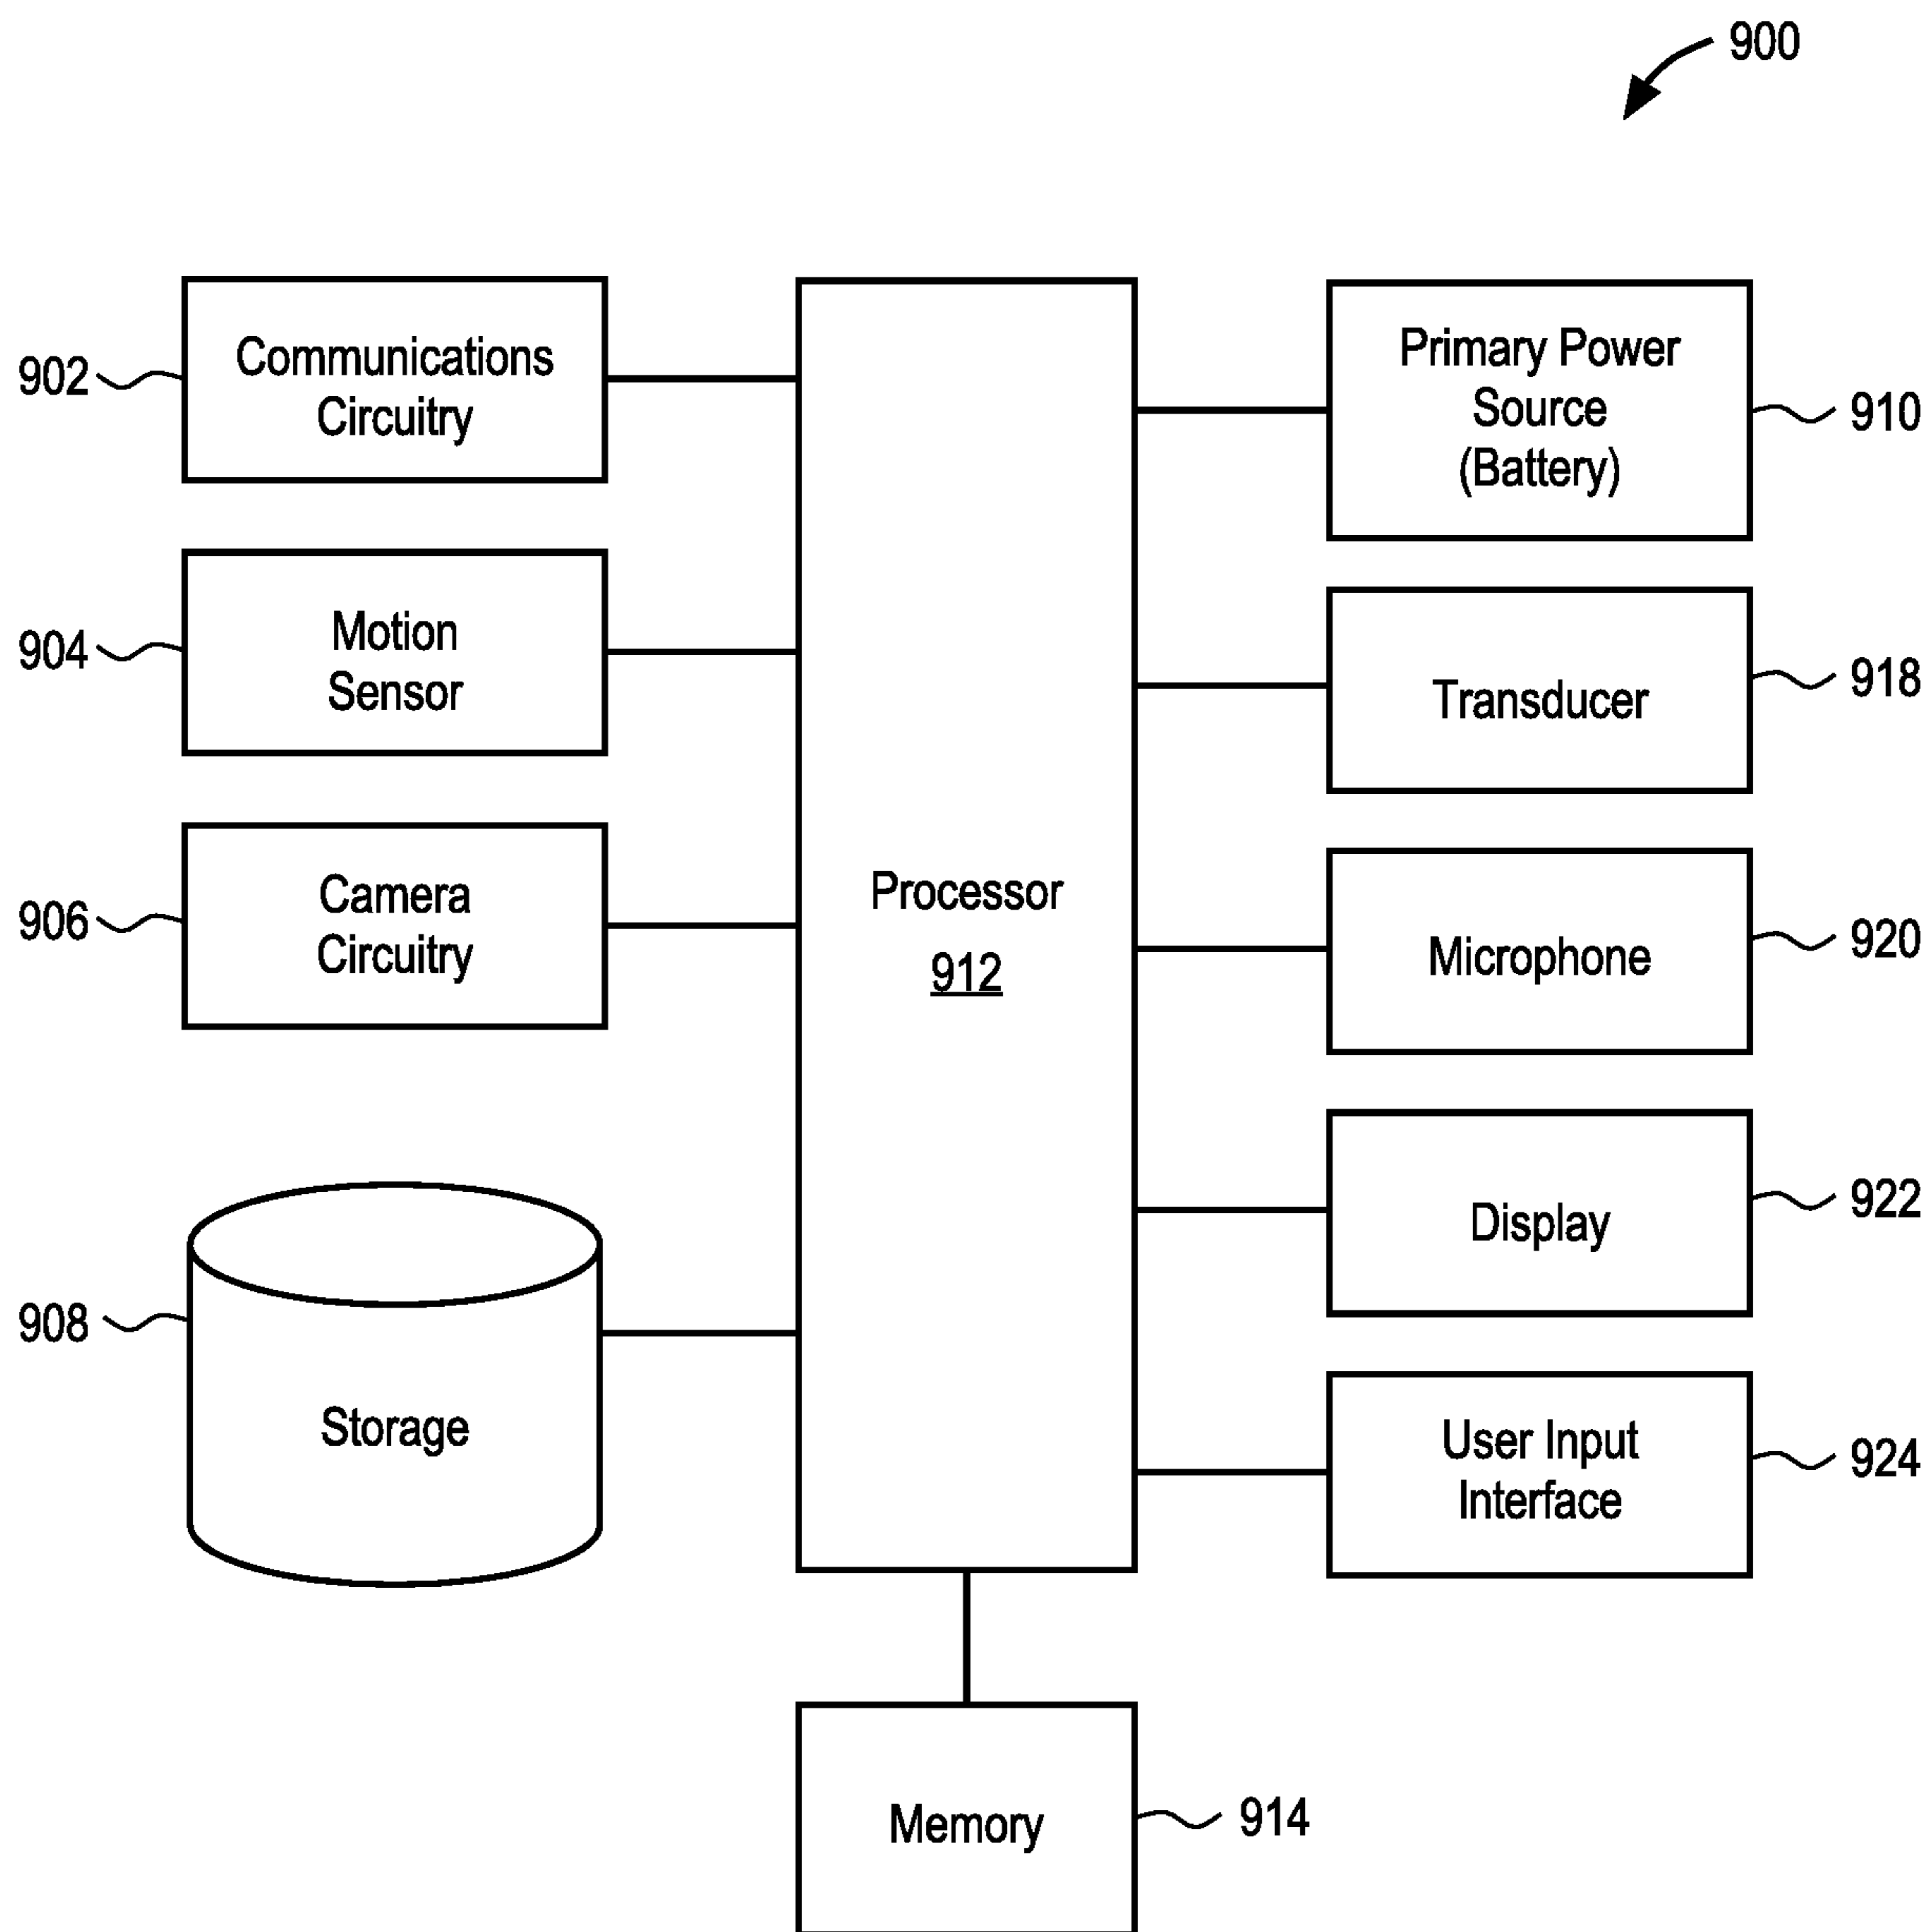 900
902
Communications
Circuitry
904
Motion
Sensor
906
Camera
Circuitry
908
Storage
Processor
912
Primary Power
Source
(Battery)
910
Transducer
918
Microphone
920
Display
922
User Input
Interface
924
Memory
914